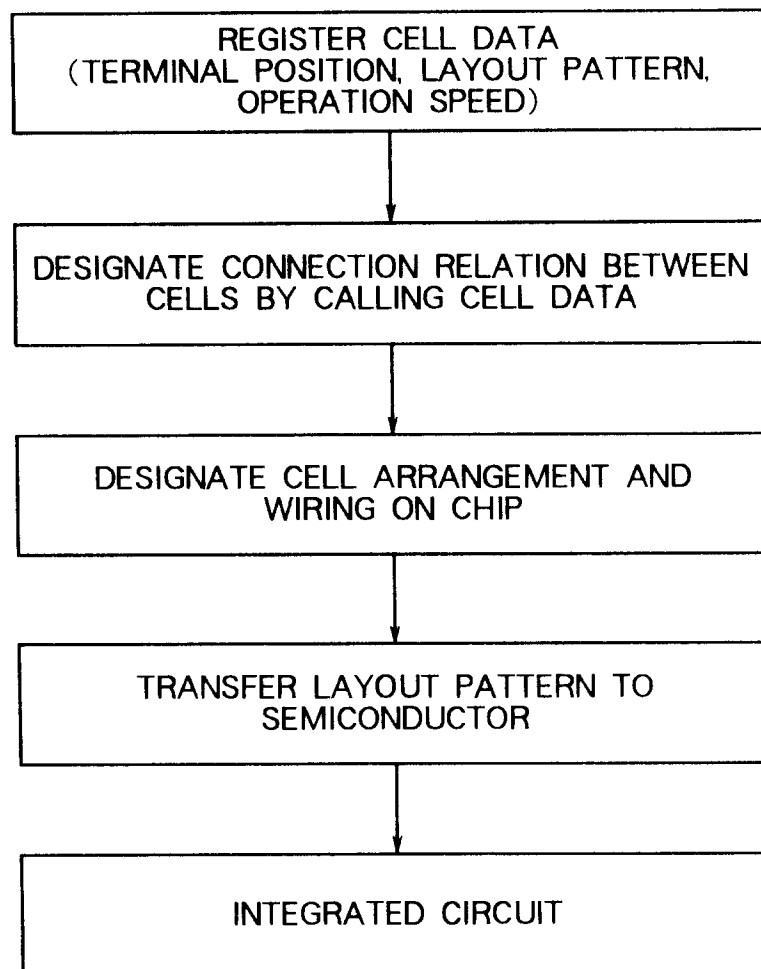 REGISTER CELL DATA
(TERMINAL POSITION, LAYOUT PATTERN,
OPERATION SPEED)
DESIGNATE CONNECTION RELATION BETWEEN
CELLS BY CALLING CELL DATA
DESIGNATE CELL ARRANGEMENT AND
WIRING ON CHIP
TRANSFER LAYOUT PATTERN TO
SEMICONDUCTOR
INTEGRATED CIRCUIT